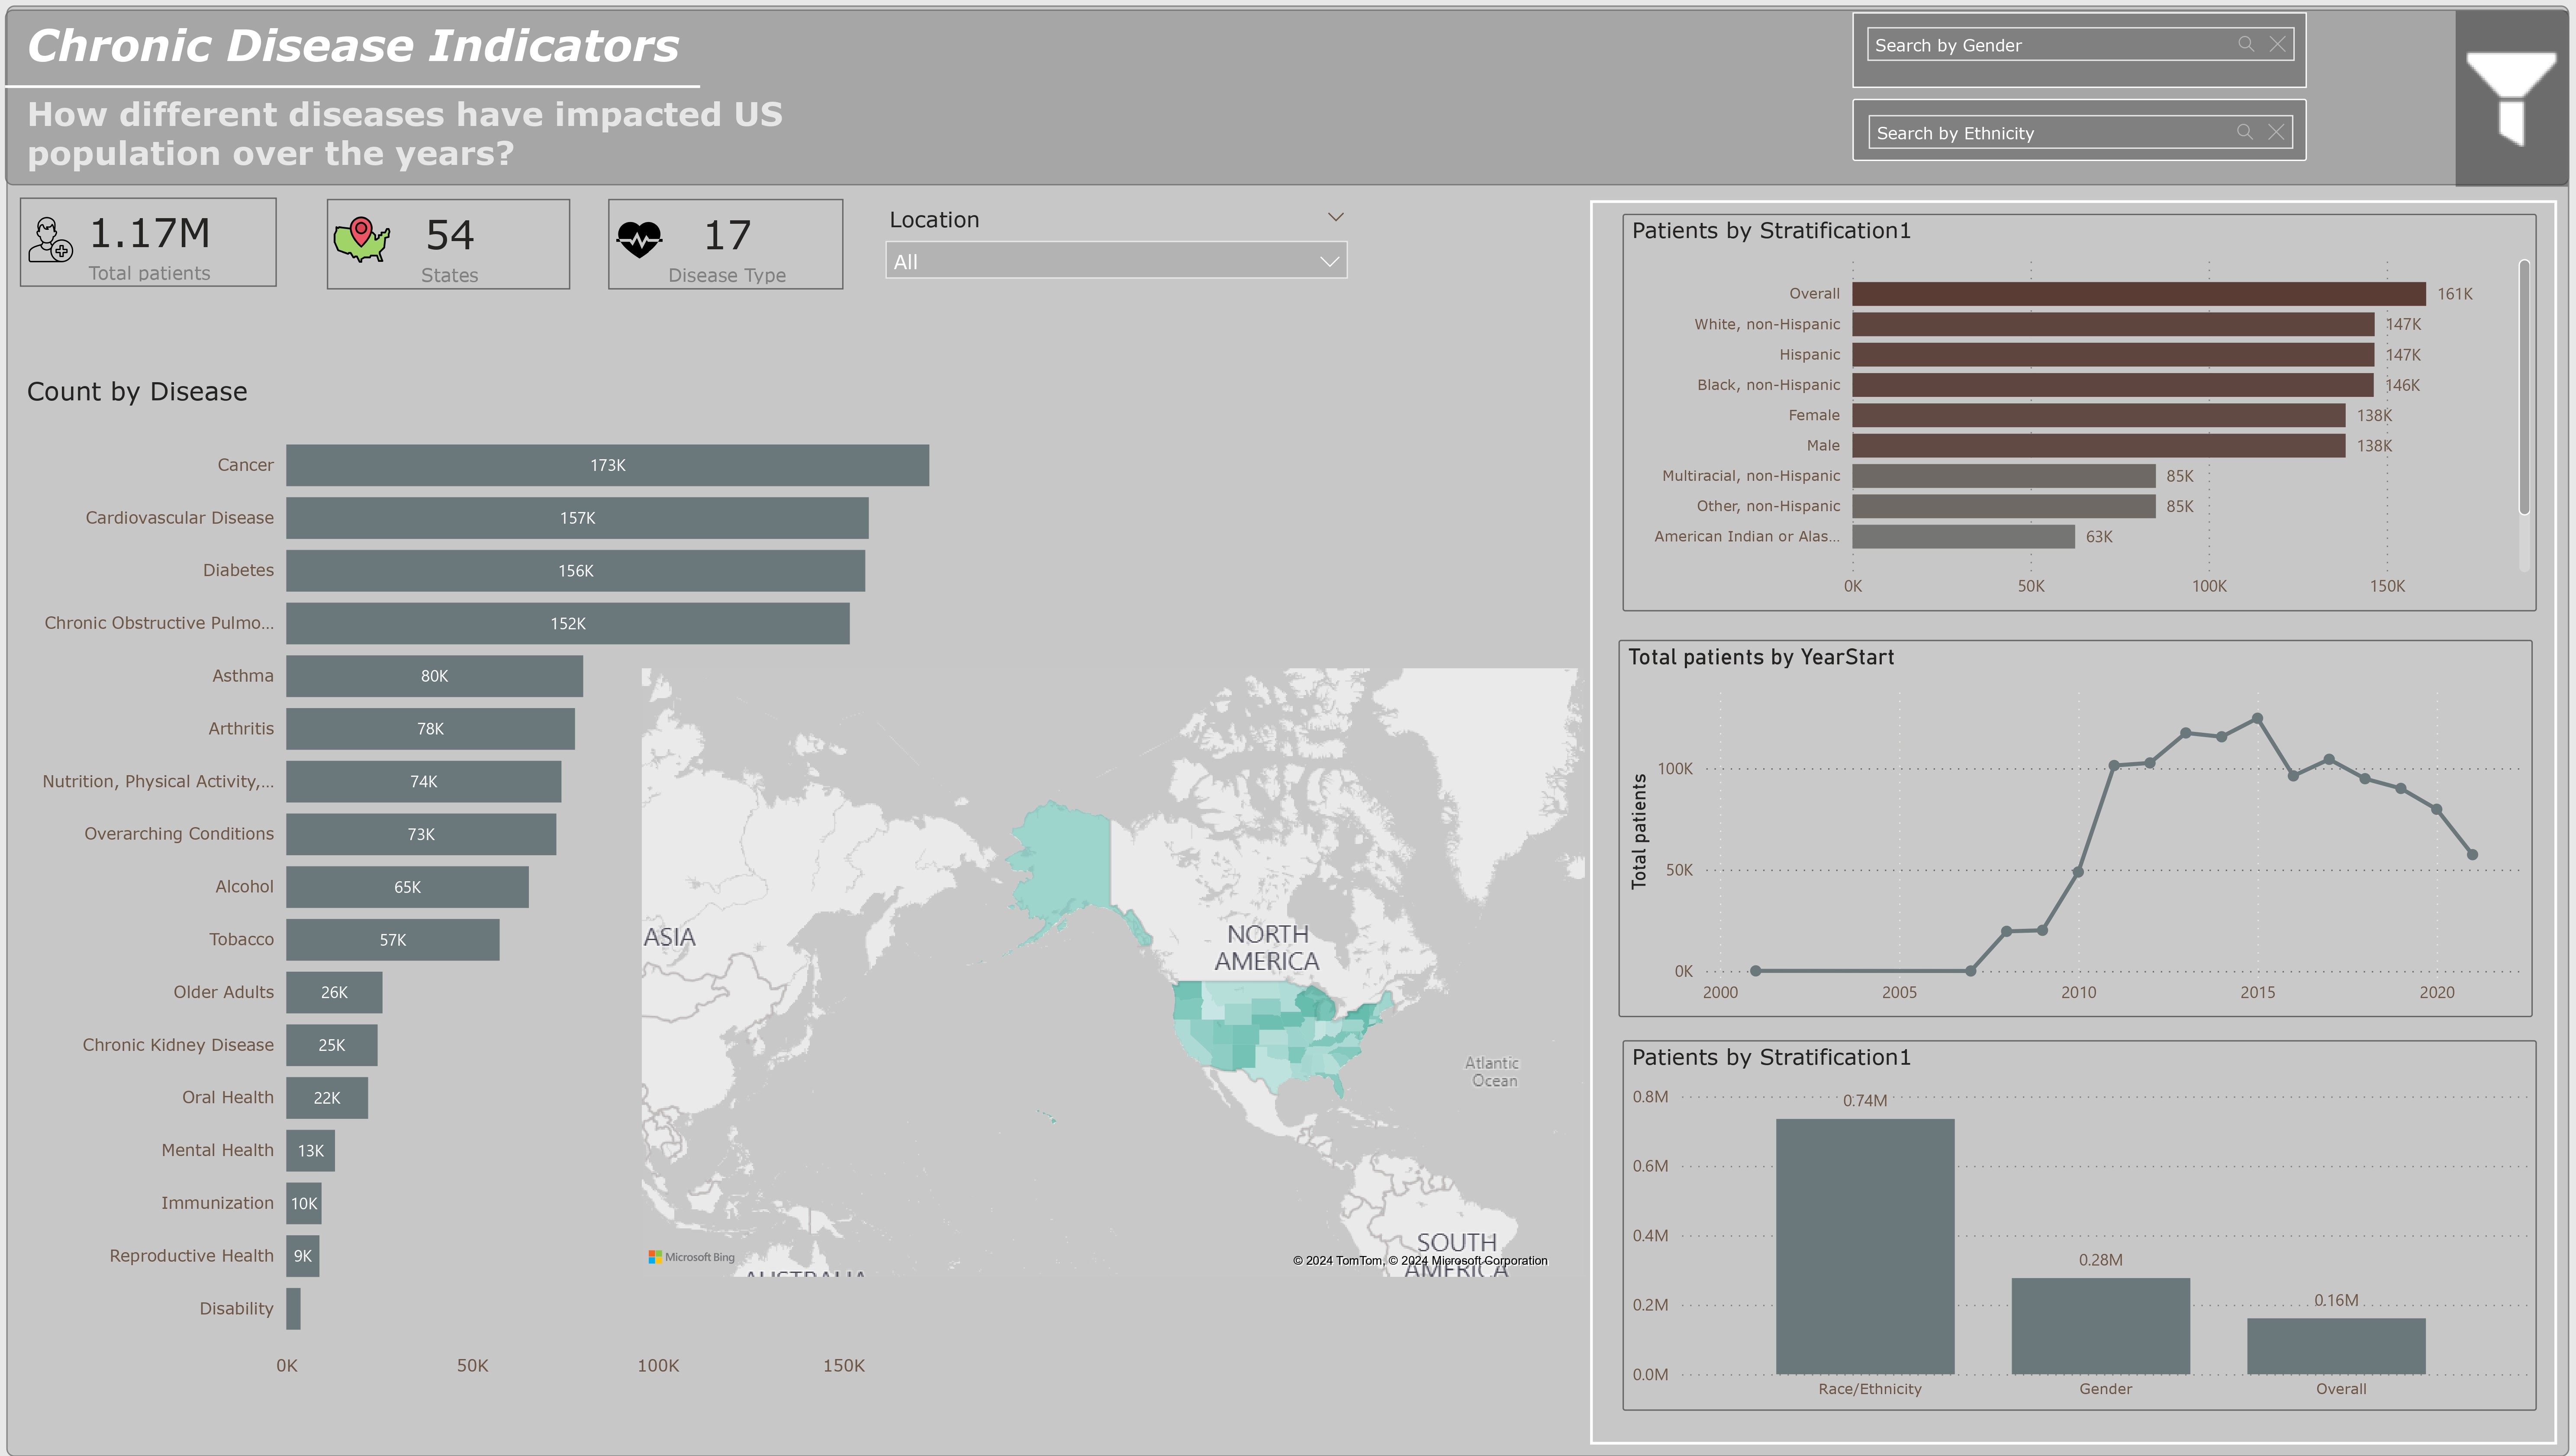 Chronic Disease Indicators
How different diseases have impacted US
population over the years?
Search by Gender
Search by Ethnicity
1.17M
Total patients
54
States
17
Disease Type
Location
All
Count by Disease
Cancer 173K
Cardiovascular Disease 157K
Diabetes 156K
Chronic Obstructive Pulmo... 152K
Asthma 80K
Arthritis 78K
Nutrition, Physical Activity,... 74K
Overarching Conditions 73K
Alcohol 65K
Tobacco 57K
Older Adults 26K
Chronic Kidney Disease 25K
Oral Health 22K
Mental Health 13K
Immunization 10K
Reproductive Health 9K
Disability
0K 50K 100K 150K
ASIA
NORTH
AMERICA
Atlantic
Ocean
SOUTH
AMERICA
AUSTRALIA
Microsoft Bing
© 2024 TomTom, © 2024 Microsoft Corporation
Patients by Stratification1
Overall 161K
White, non-Hispanic 147K
Hispanic 147K
Black, non-Hispanic 146K
Female 138K
Male 138K
Multiracial, non-Hispanic 85K
Other, non-Hispanic 85K
American Indian or Alas... 63K
0K 50K 100K 150K
Total patients by YearStart
Total patients
100K
50K
0K
2000 2005 2010 2015 2020
Patients by Stratification1
0.8M
0.6M
0.4M
0.2M
0.0M
0.74M
0.28M
0.16M
Race/Ethnicity Gender Overall